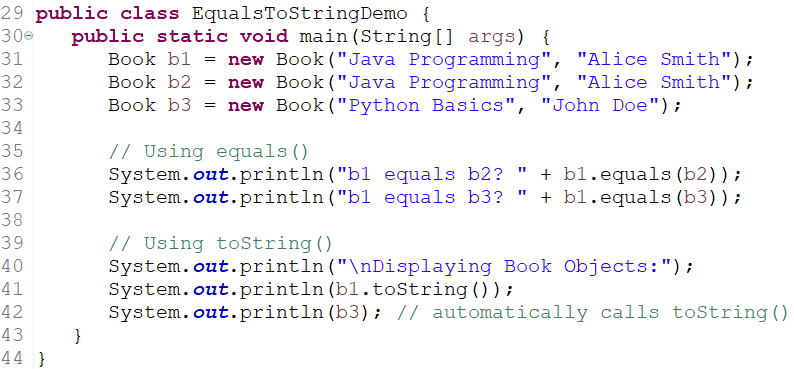 29 public class EqualsToStringDemo {
30 public static void main(String[] args) {
31 Book b1 = new Book("Java Programming", "Alice Smith");
32 Book b2 = new Book("Java Programming", "Alice Smith");
33 Book b3 = new Book("Python Basics", "John Doe");
34
35 // Using equals()
36 System.out.println("b1 equals b2? " + b1.equals(b2));
37 System.out.println("b1 equals b3? " + b1.equals(b3));
38
39 // Using toString()
40 System.out.println("\nDisplaying Book Objects:");
41 System.out.println(b1.toString());
42 System.out.println(b3); // automatically calls toString()
43 }
44 }